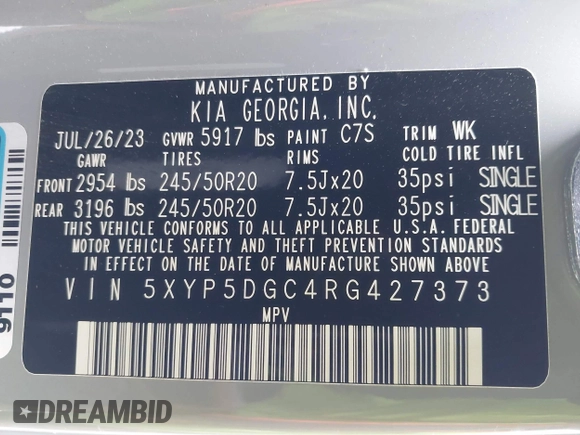 MANUFACTURED BY
KIA GEORGIA, INC.
JUL/26/23 GVWR 5917 lbs PAINT C7S TRIM WK
GAWR TIRES RIMS COLD TIRE INFL
FRONT 2954 lbs 245/50R20 7.5Jx20 35psi SINGLE
REAR 3196 lbs 245/50R20 7.5Jx20 35psi SINGLE
THIS VEHICLE CONFORMS TO ALL APPLICABLE U.S.A. FEDERAL
MOTOR VEHICLE SAFETY AND THEFT PREVENTION STANDARDS
IN EFFECT ON THE DATE OF MANUFACTURE SHOWN ABOVE.
VIN 5XYP5DGC4RG427373
MPV
9110
DREAMBID